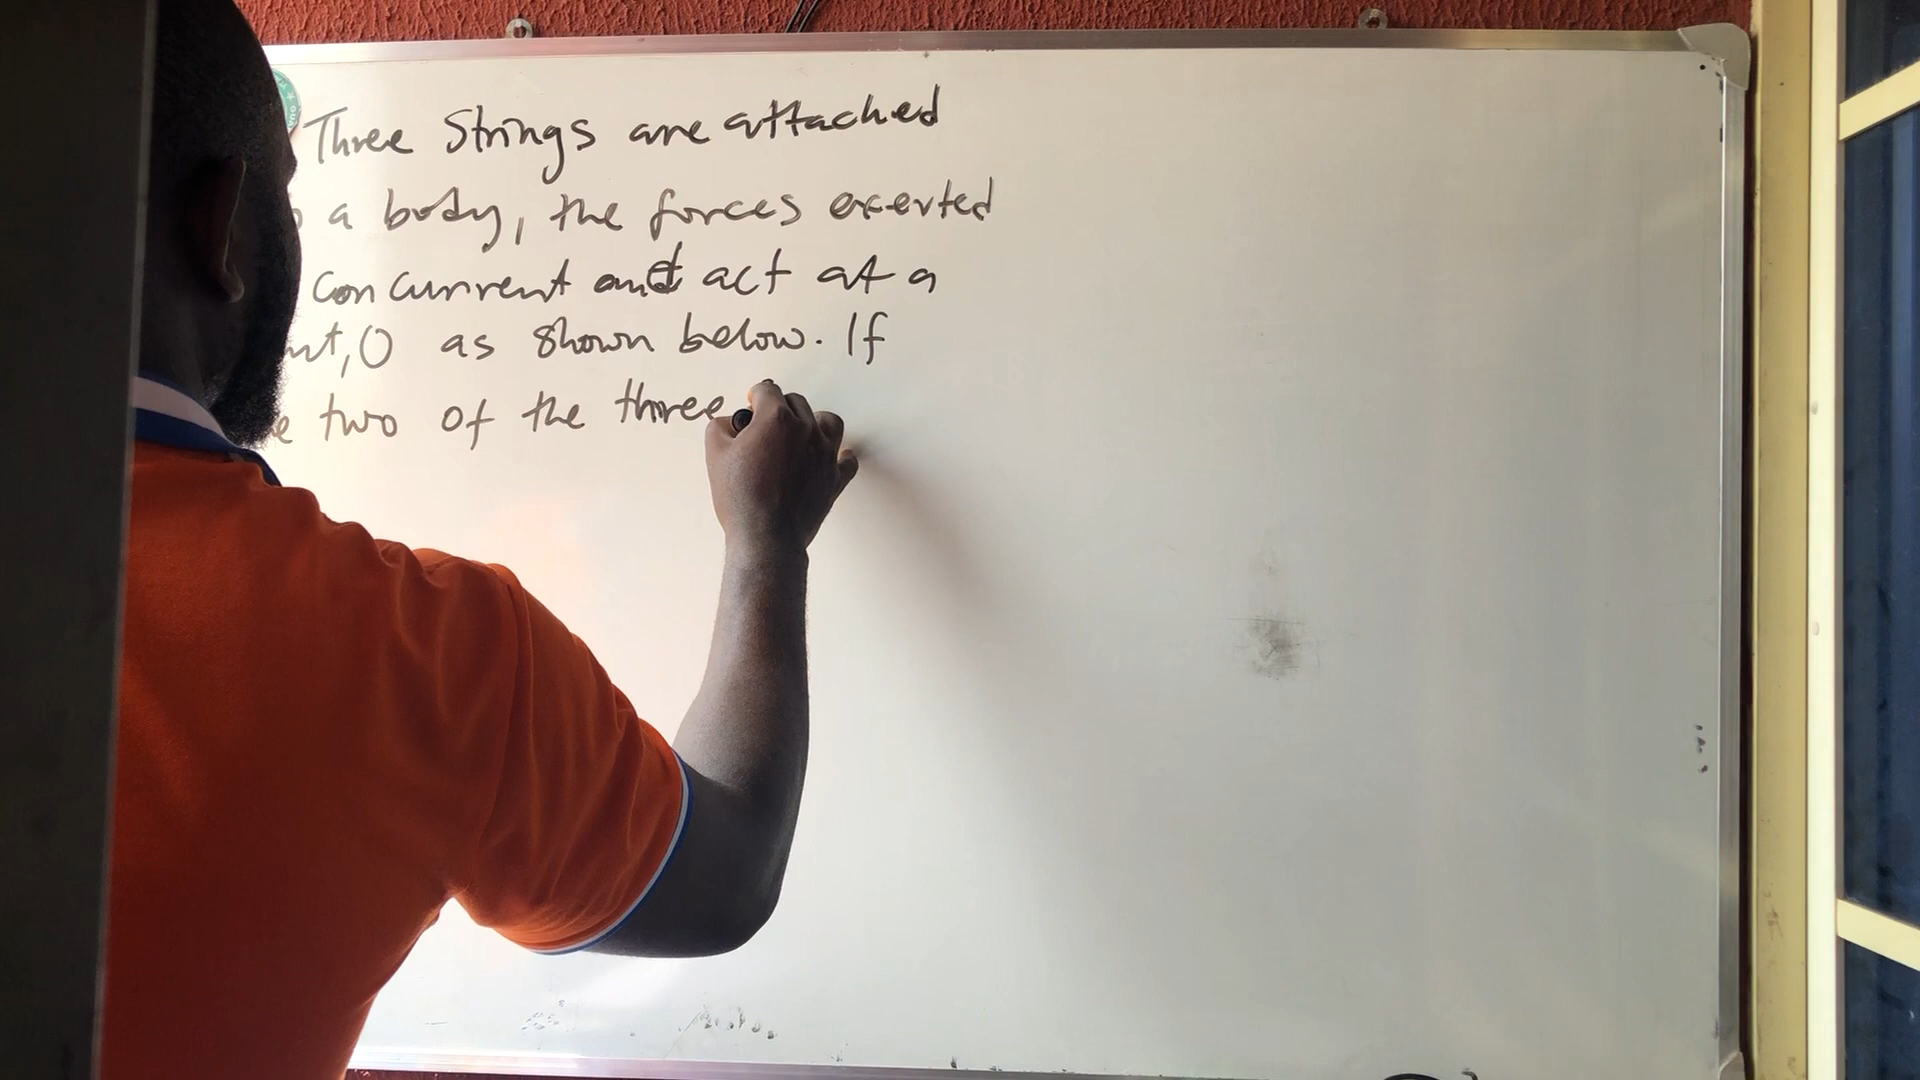 Three Strings are attached
a body, the forces exerted
concurrent and act at a
nt, O as shown below. If
e two of the three